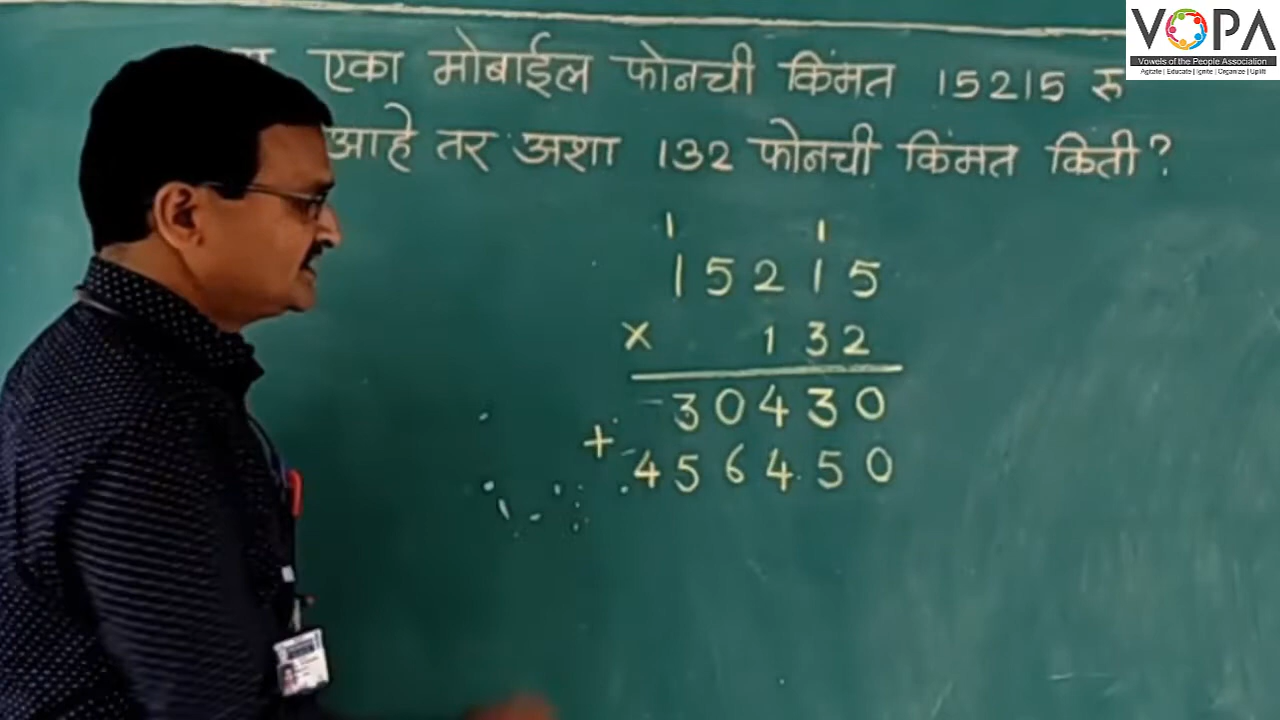 एका मोबाईल फोनची किंमत 15215 रु
आहे तर अशा 132 फोनची किंमत किती?
1 1
15215
× 132
30430
+
456450
VOPA
Vowels of the People Association
Agitate | Educate | Ignite | Organize | Uplift